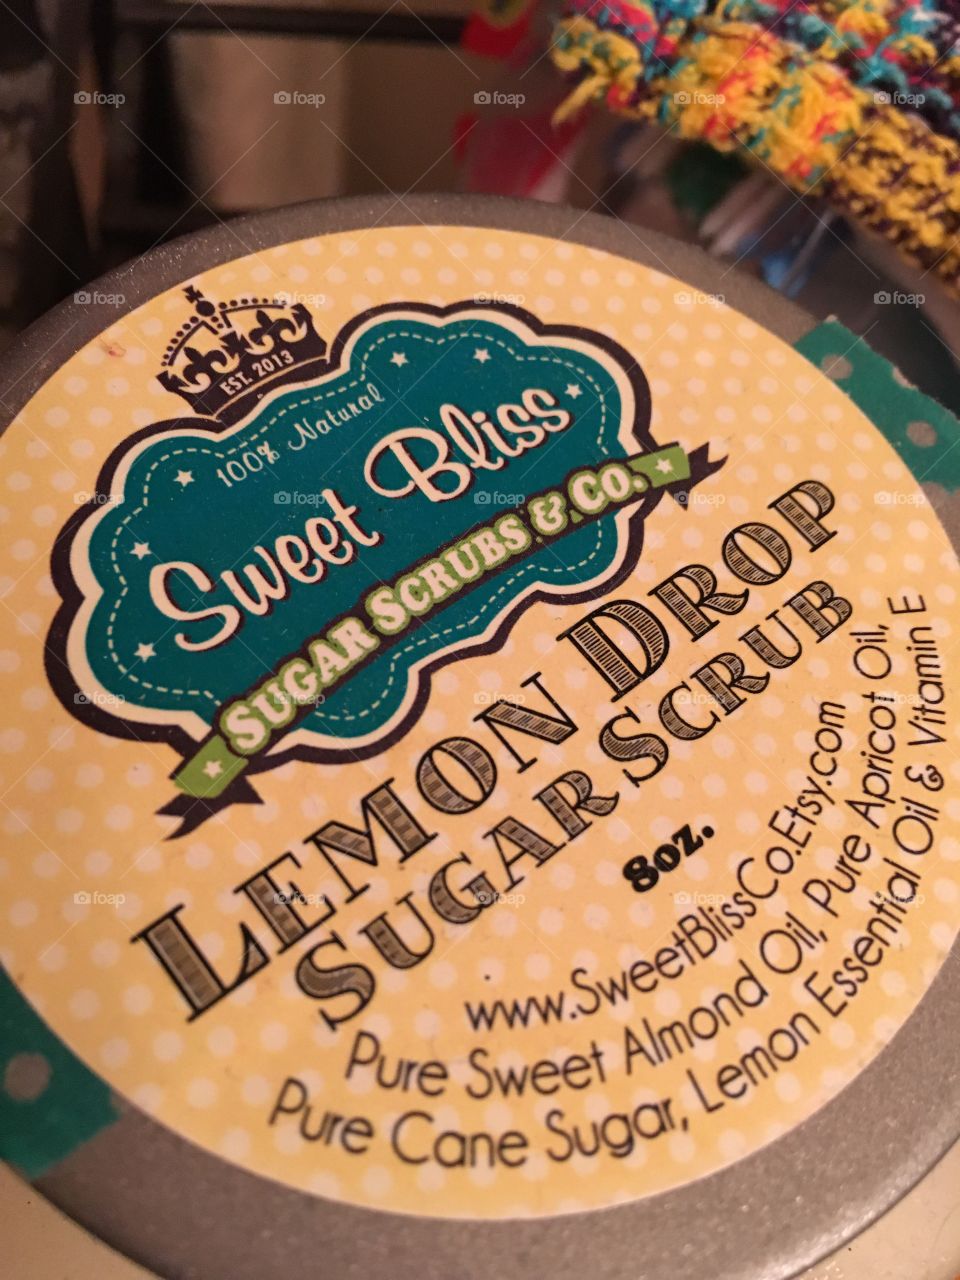 EST. 2013
100% Natural
Sweet Bliss
SUGAR SCRUBS & CO.
LEMON DROP
SUGAR SCRUB
8oz.
www.SweetBlissCo.Etsy.com
Pure Sweet Almond Oil, Pure Apricot Oil,
Pure Cane Sugar, Lemon Essential Oil & Vitamin E
foap